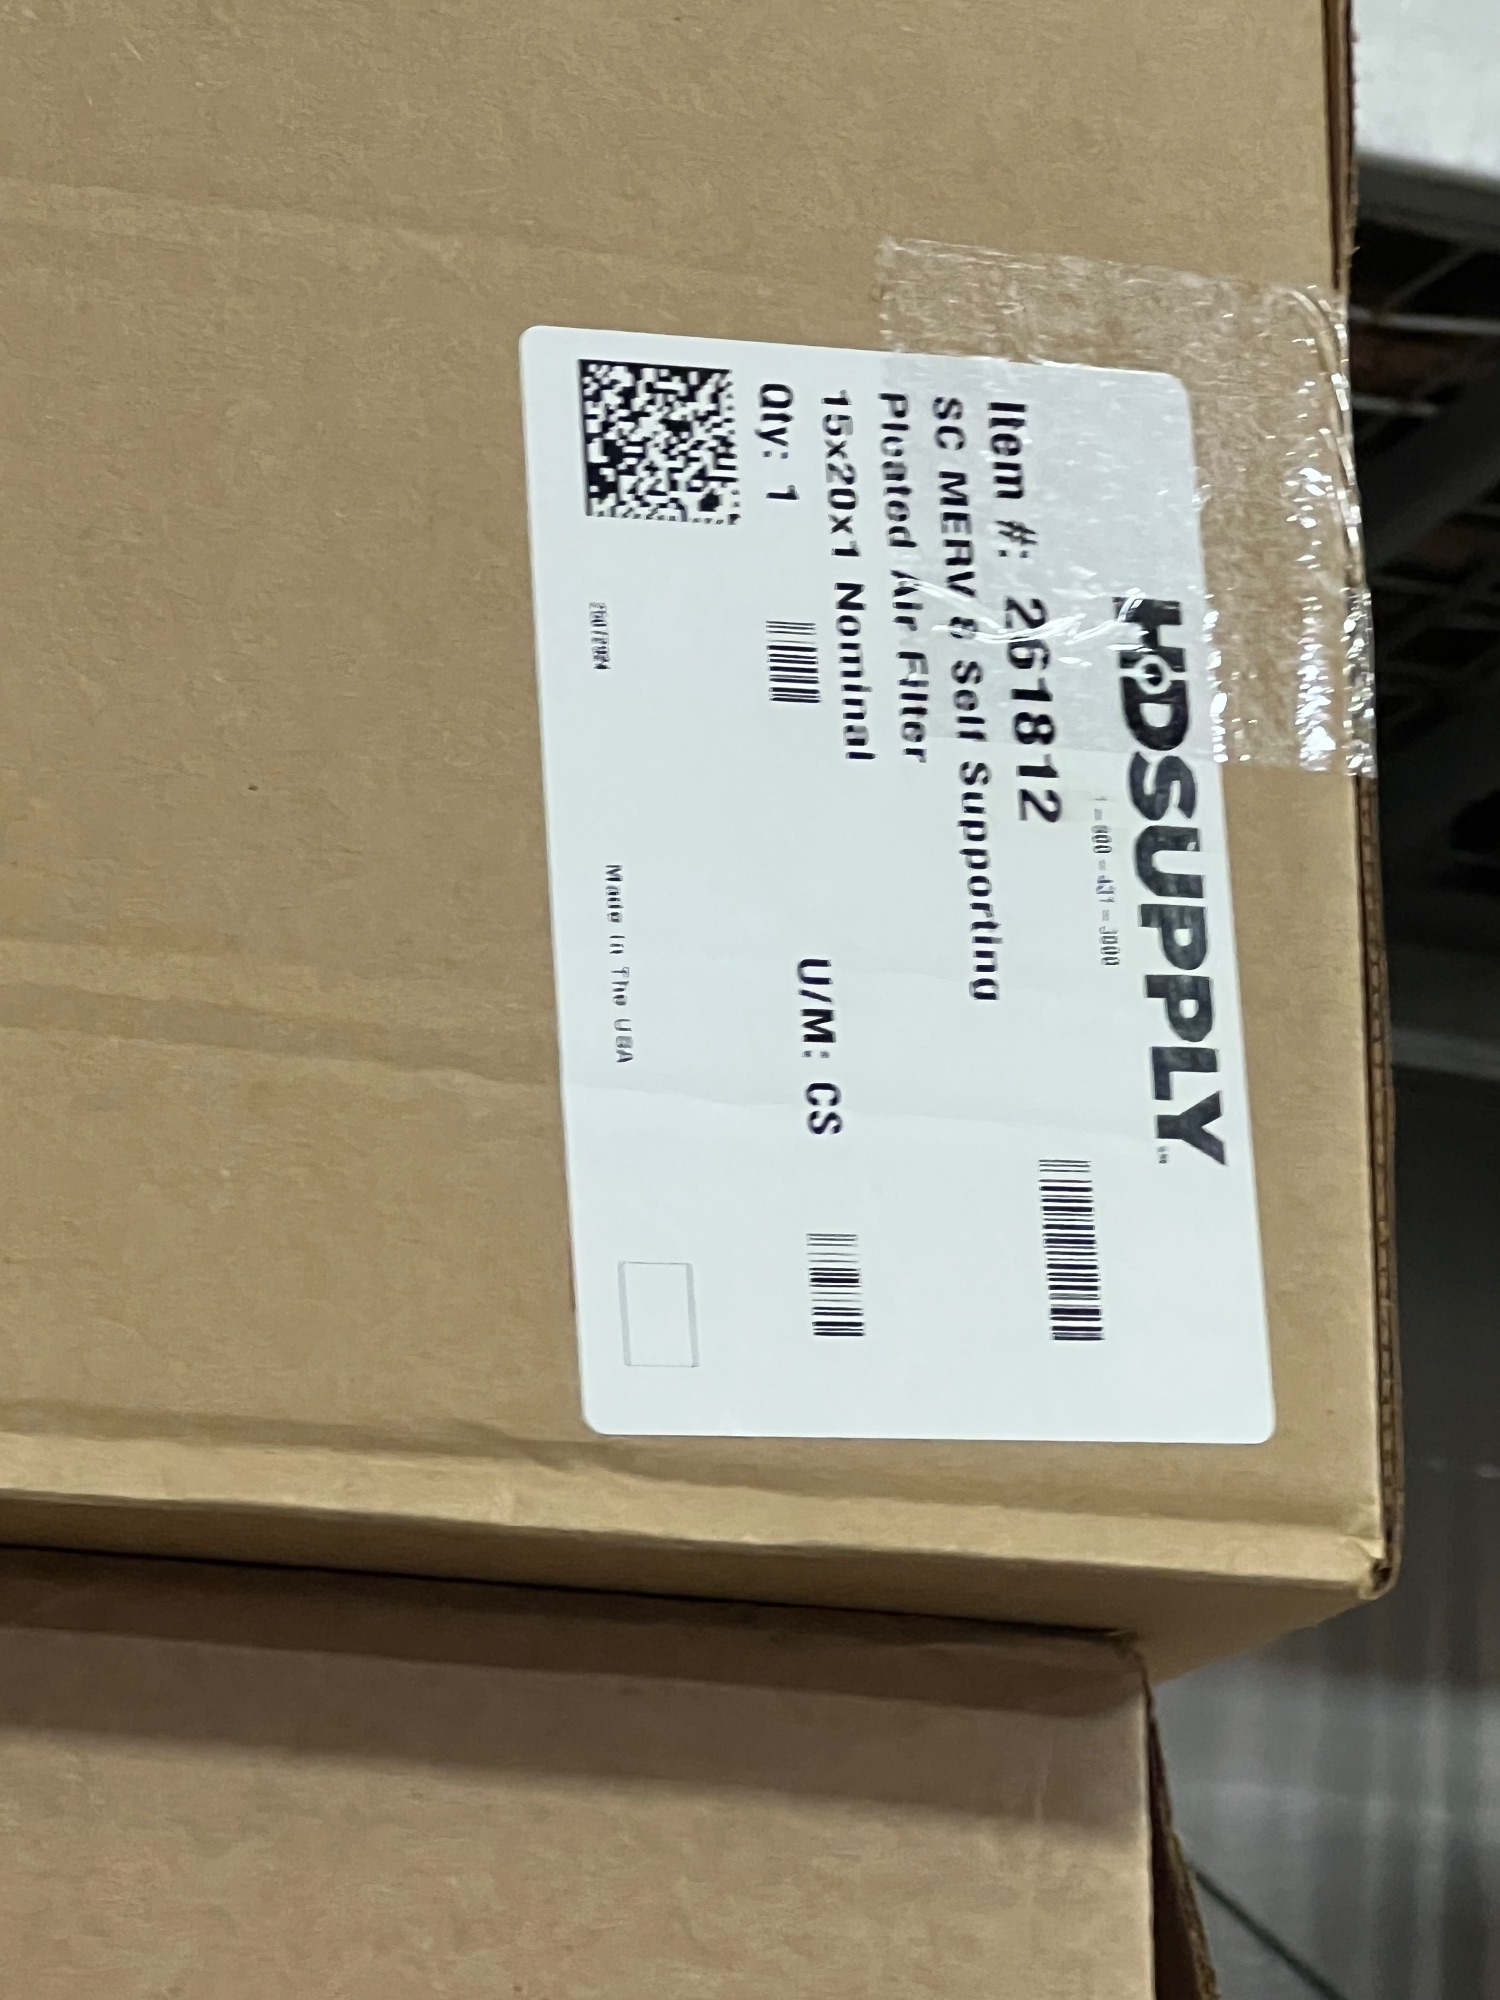 HDSUPPLY
Item #: 261812
SC MERV 8 Self Supporting
Pleated Air Filter
15x20x1 Nominal
Qty: 1 U/M: CS
Made in The USA